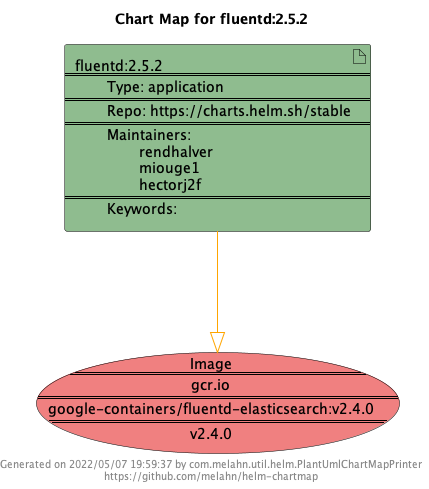 Chart Map for fluentd:2.5.2
fluentd:2.5.2
Type: application
Repo: https://charts.helm.sh/stable
Maintainers:
rendhalver
miouge1
hectorj2f
Keywords:
Image
gcr.io
google-containers/fluentd-elasticsearch:v2.4.0
v2.4.0
Generated on 2022/05/07 19:59:37 by com.melahn.util.helm.PlantUmlChartMapPrinter
https://github.com/melahn/helm-chartmap